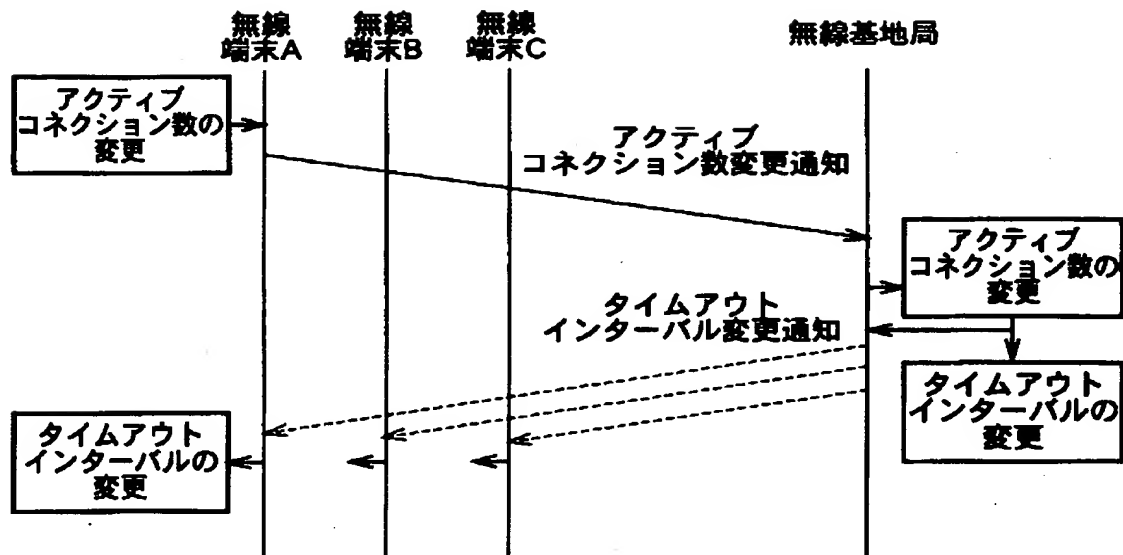 無線
端末A
無線
端末B
無線
端末C
無線基地局
アクティブ
コネクション数の
変更
アクティブ
コネクション数変更通知
アクティブ
コネクション数の
変更
タイムアウト
インターバル変更通知
タイムアウト
インターバルの
変更
タイムアウト
インターバルの
変更